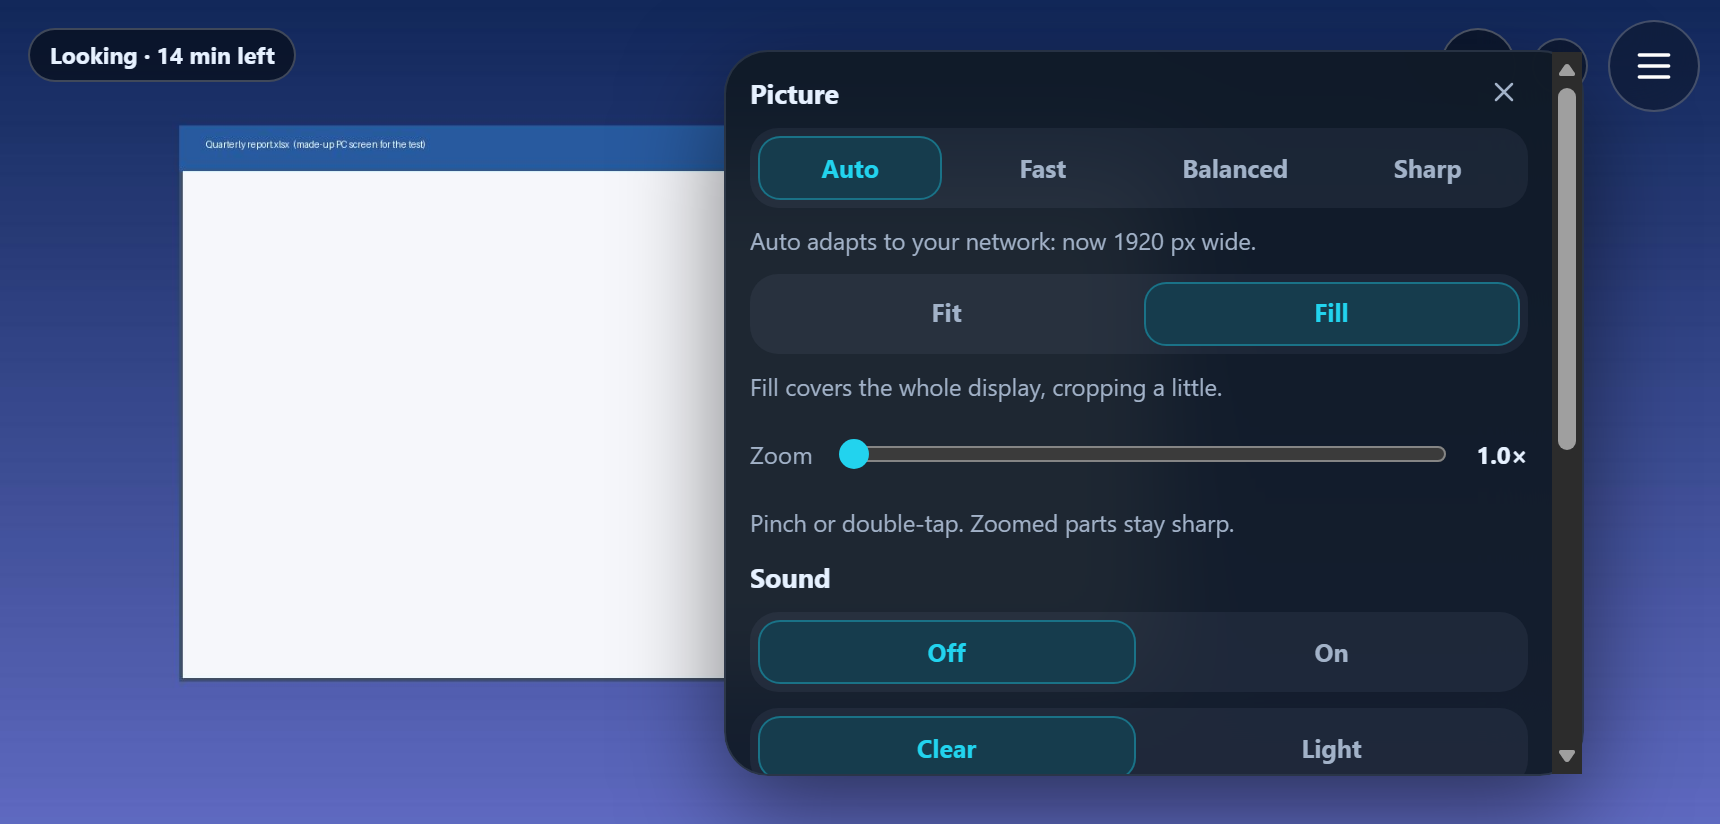 Looking · 14 min left
Quarterly report.xlsx (made-up PC screen for the test)
Picture
Auto Fast Balanced Sharp
Auto adapts to your network: now 1920 px wide.
Fit Fill
Fill covers the whole display, cropping a little.
Zoom 1.0×
Pinch or double-tap. Zoomed parts stay sharp.
Sound
Off On
Clear Light